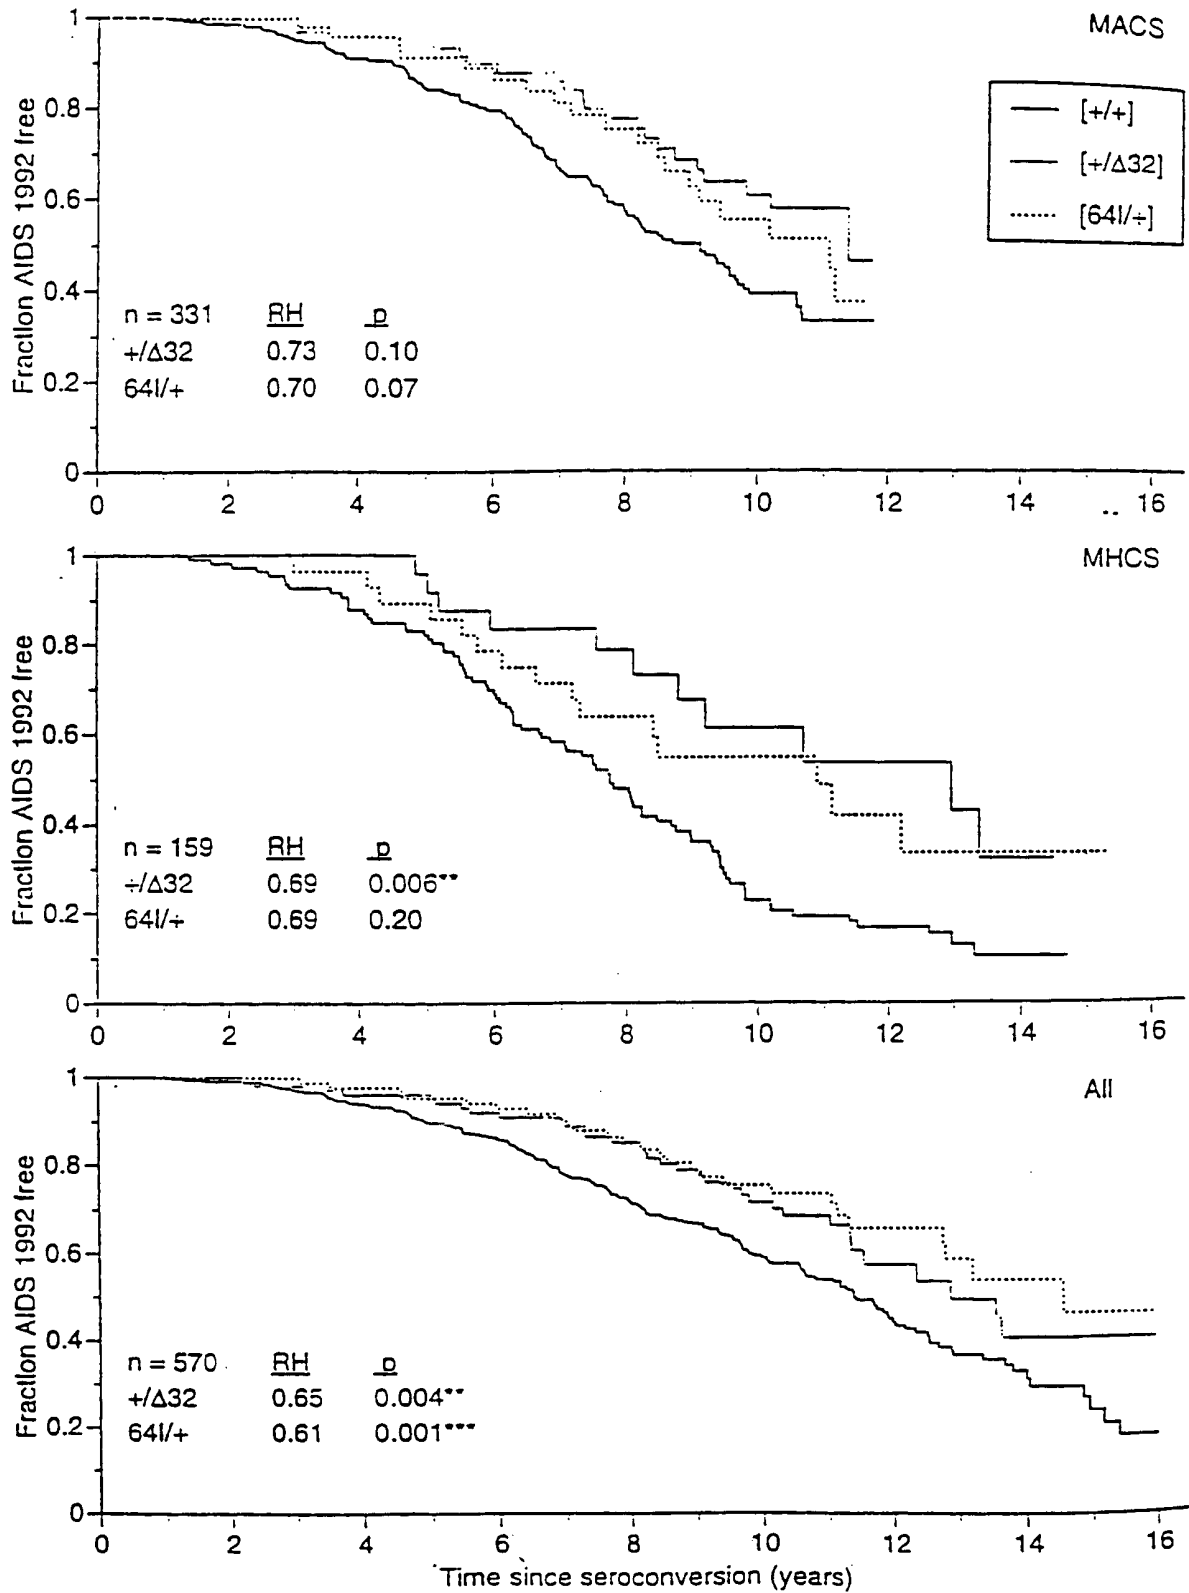 MACS
[+/+]
[+/Δ32]
[64I/÷]
Fraction AIDS 1992 free
1
0.8
0.6
0.4
0.2
0
n = 331 RH p
+/Δ32 0.73 0.10
64I/+ 0.70 0.07
0 2 4 6 8 10 12 14 16
MHCS
Fraction AIDS 1992 free
1
0.8
0.6
0.4
0.2
0
n = 159 RH p
÷/Δ32 0.69 0.006**
64I/÷ 0.69 0.20
0 2 4 6 8 10 12 14 16
All
Fraction AIDS 1992 free
1
0.8
0.6
0.4
0.2
0
n = 570 RH p
+/Δ32 0.65 0.004**
64I/+ 0.61 0.001***
0 2 4 6 8 10 12 14 16
Time since seroconversion (years)